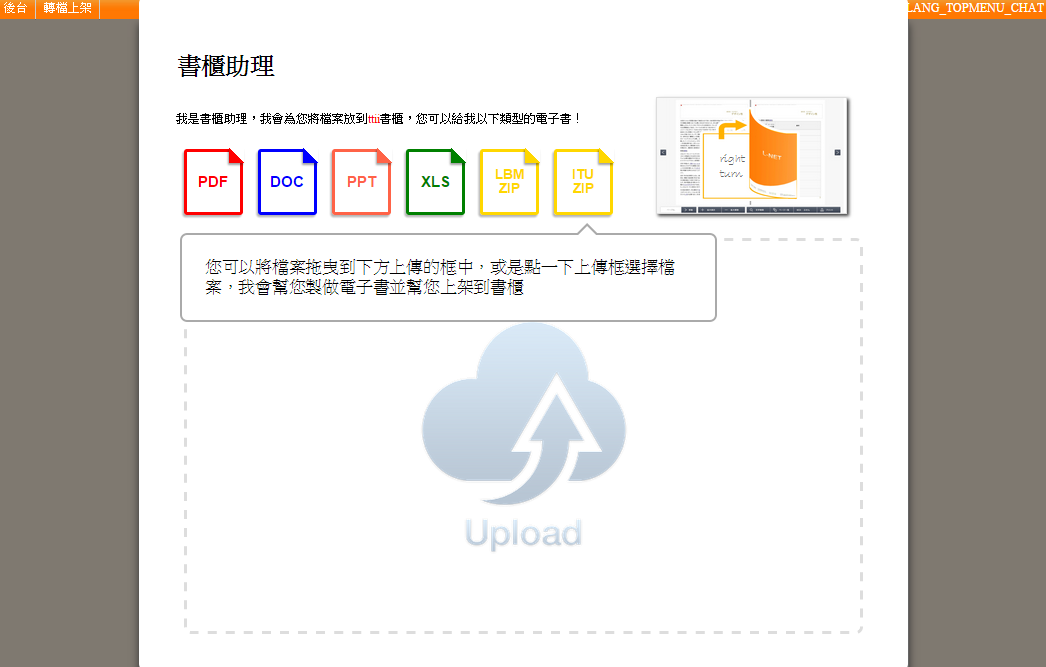 後台 轉檔上架 LANG_TOPMENU_CHAT
書櫃助理
我是書櫃助理，我會為您將檔案放到ttii書櫃，您可以給我以下類型的電子書！
PDF DOC PPT XLS LBM ZIP ITU ZIP
right
turn
您可以將檔案拖曳到下方上傳的框中，或是點一下上傳框選擇檔
案，我會幫您製做電子書並幫您上架到書櫃
Upload